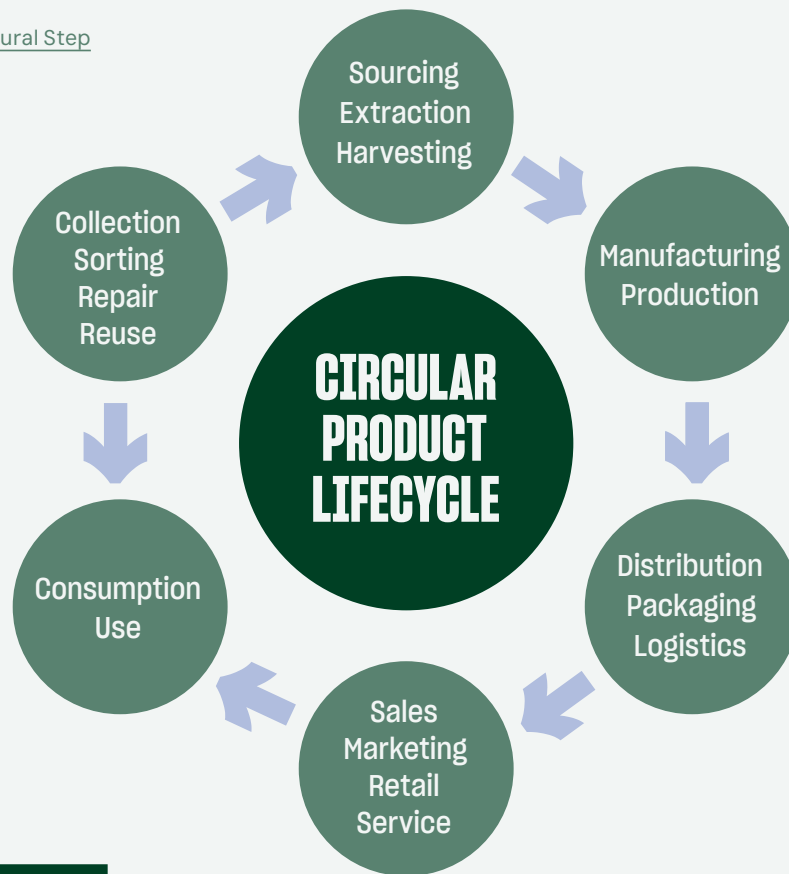 ural Step
Sourcing
Extraction
Harvesting
Collection
Sorting
Repair
Reuse
Manufacturing
Production
CIRCULAR
PRODUCT
LIFECYCLE
Consumption
Use
Distribution
Packaging
Logistics
Sales
Marketing
Retail
Service